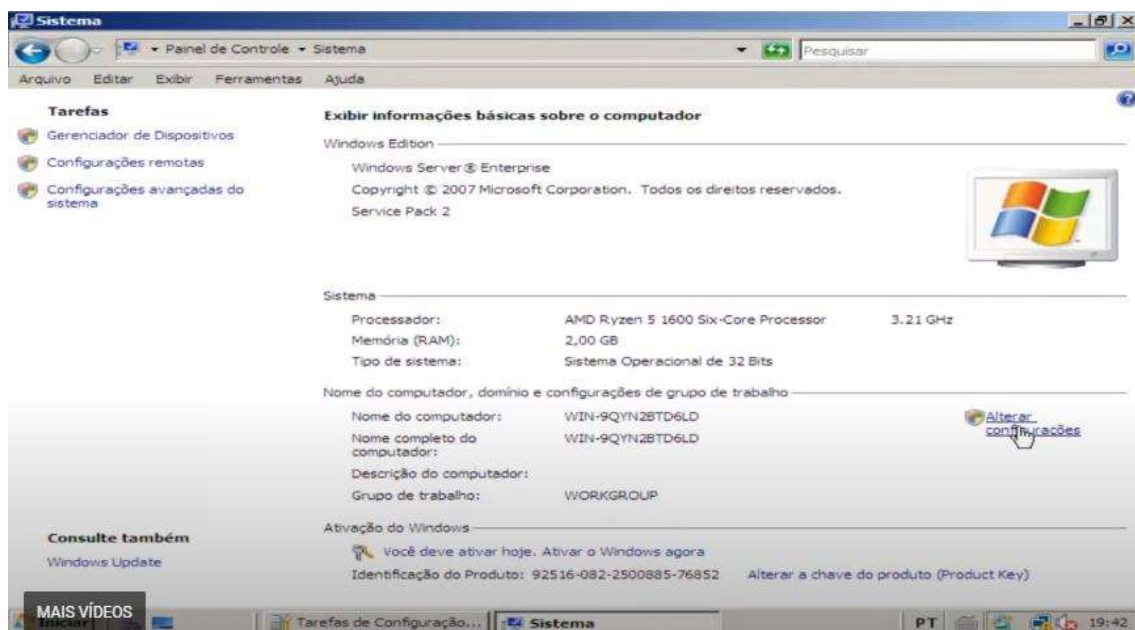 Sistema
Painel de Controle Sistema
Pesquisar
Arquivo Editar Exibir Ferramentas Ajuda
Tarefas
Gerenciador de Dispositivos
Configurações remotas
Configurações avançadas do
sistema
Exibir informações básicas sobre o computador
Windows Edition
Windows Server® Enterprise
Copyright © 2007 Microsoft Corporation. Todos os direitos reservados.
Service Pack 2
Sistema
Processador: AMD Ryzen 5 1600 Six-Core Processor 3.21 GHz
Memória (RAM): 2,00 GB
Tipo de sistema: Sistema Operacional de 32 Bits
Nome do computador, domínio e configurações de grupo de trabalho
Nome do computador: WIN-9QYN2BTD6LD
Alterar
configurações
Nome completo do WIN-9QYN2BTD6LD
computador:
Descrição do computador:
Grupo de trabalho: WORKGROUP
Ativação do Windows
Você deve ativar hoje. Ativar o Windows agora
Identificação do Produto: 92516-082-2500885-76852 Alterar a chave do produto (Product Key)
Consulte também
Windows Update
MAIS VÍDEOS
Iniciar Tarefas de Configuração... Sistema PT 19:42